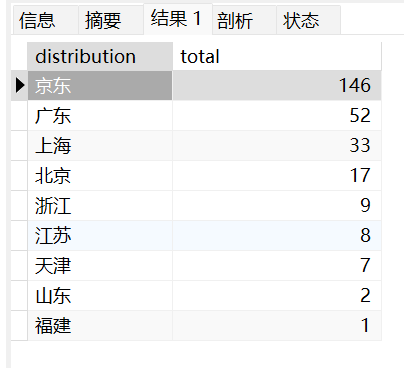 信息 摘要 结果 1 剖析 状态
distribution total
京东 146
广东 52
上海 33
北京 17
浙江 9
江苏 8
天津 7
山东 2
福建 1